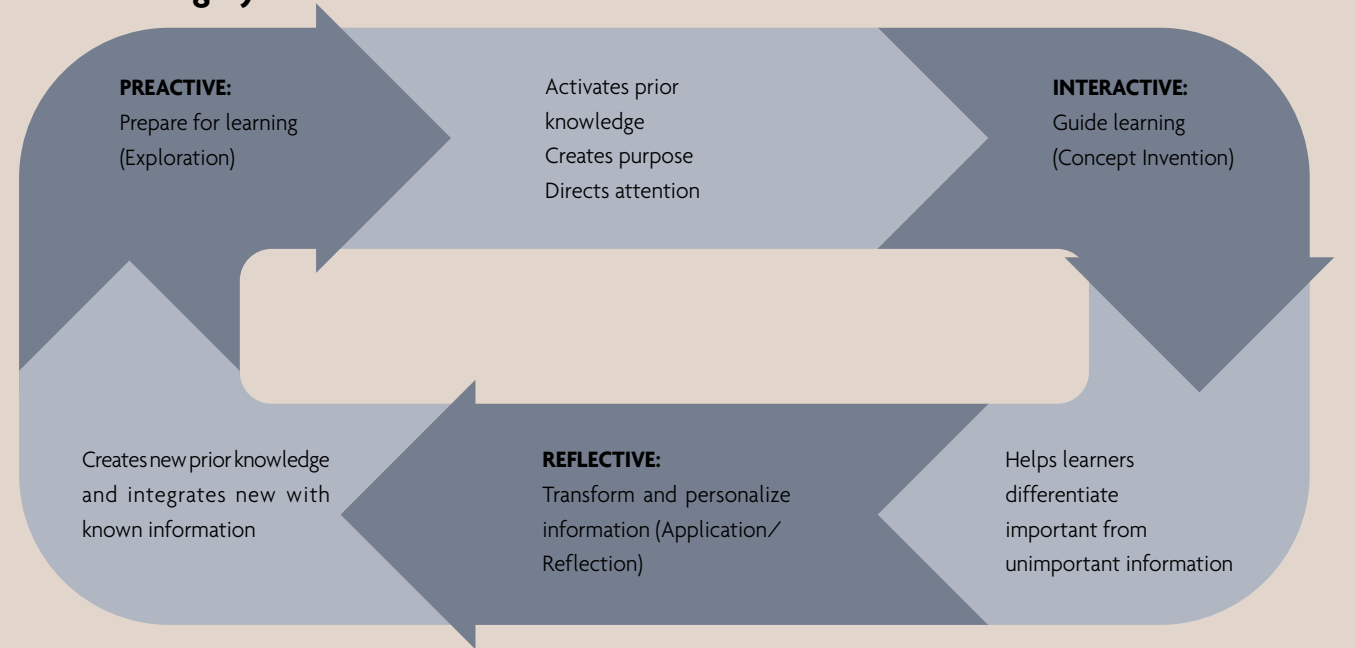 PREACTIVE:
Prepare for learning
(Exploration)
Activates prior
knowledge
Creates purpose
Directs attention
INTERACTIVE:
Guide learning
(Concept Invention)
Helps learners
differentiate
important from
unimportant information
REFLECTIVE:
Transform and personalize
information (Application/
Reflection)
Creates new prior knowledge
and integrates new with
known information